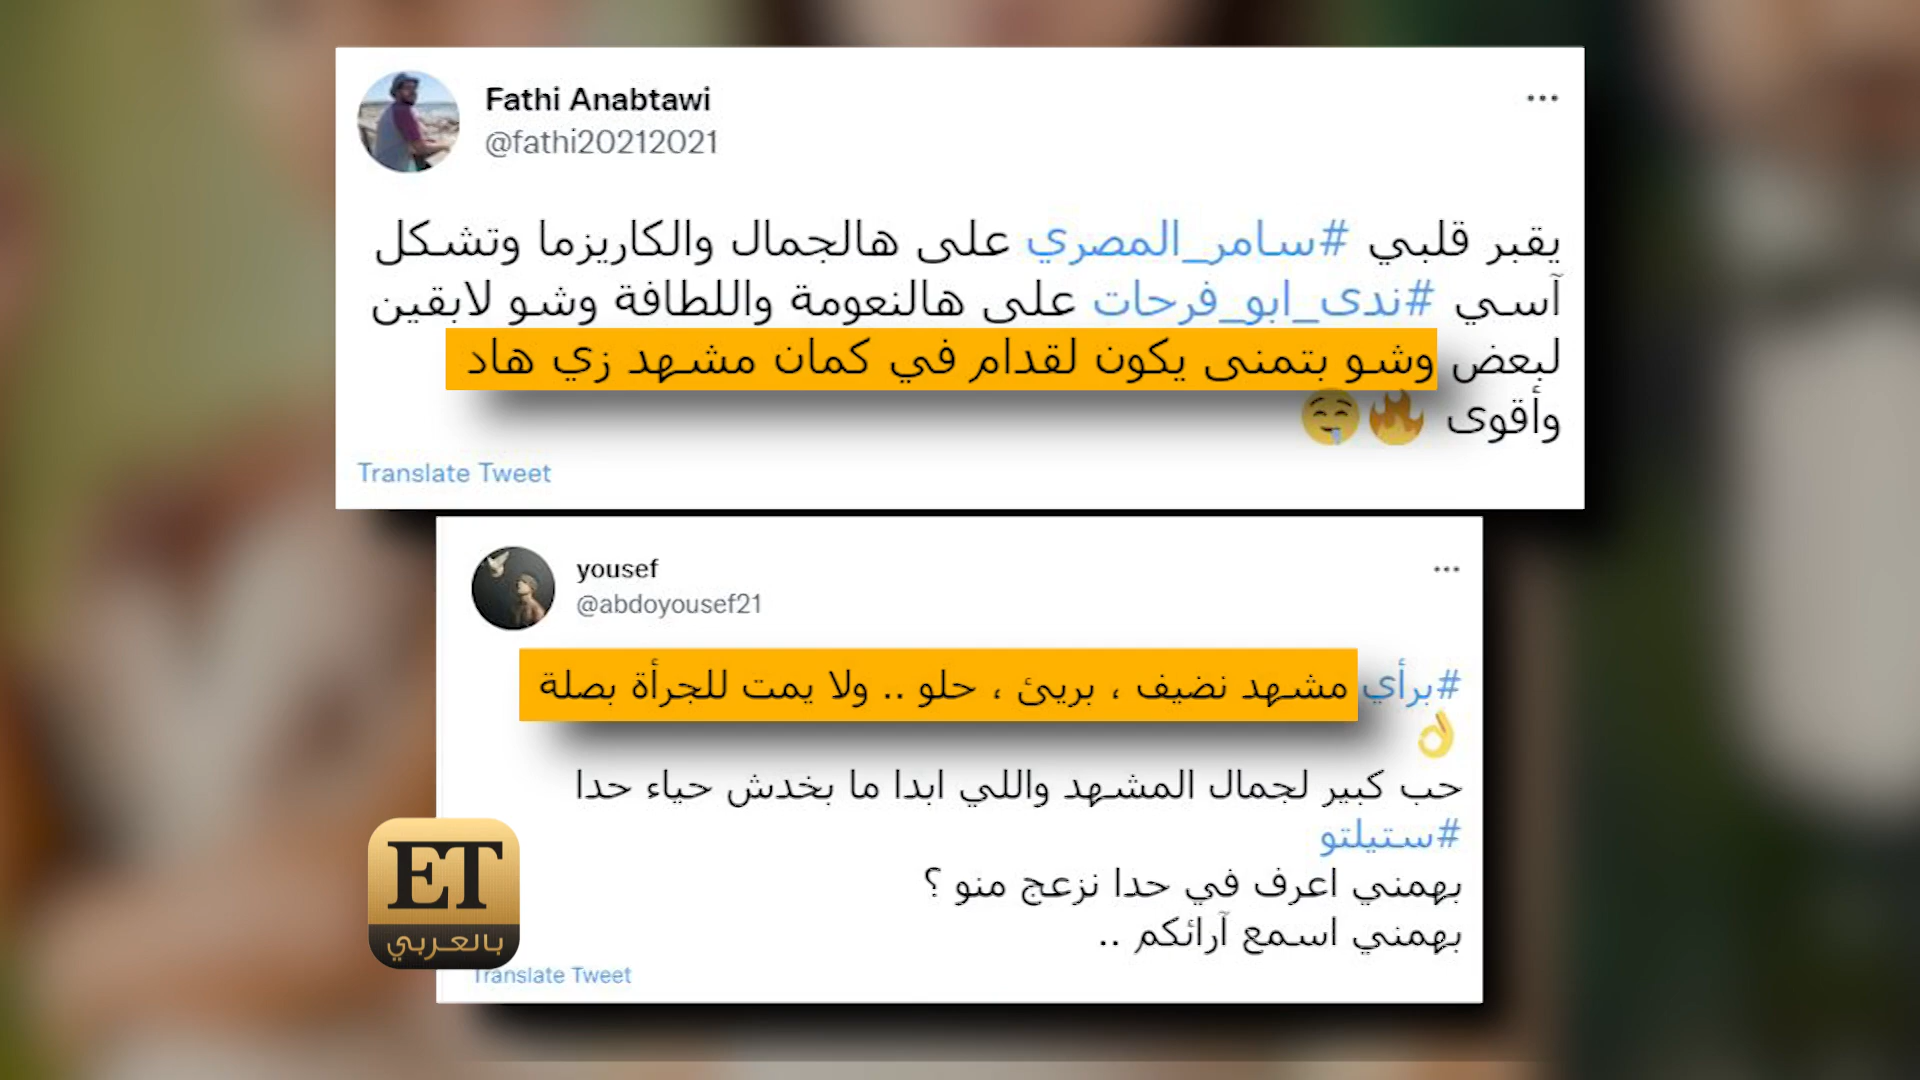 Fathi Anabtawi
@fathi20212021
يقبر قلبي #سامر_المصري على هالجمال والكاريزما وتشكل
آسي #ندى_ابو_فرحات على هالنعومة واللطافة وشو لابقين
لبعض وشو بتمنى يكون لقدام في كمان مشهد زي هاد
وأقوى 🔥🤤
Translate Tweet
yousef
@abdoyousef21
#برأي مشهد نضيف ، بريئ ، حلو .. ولا يمت للجرأة بصلة
👌
حب كبير لجمال المشهد واللي ابدا ما بخدش حياء حدا
#ستيلتو
بهمني اعرف في حدا نزعج منو ؟
بهمني اسمع آرائكم ..
Translate Tweet
ET
بالعربي